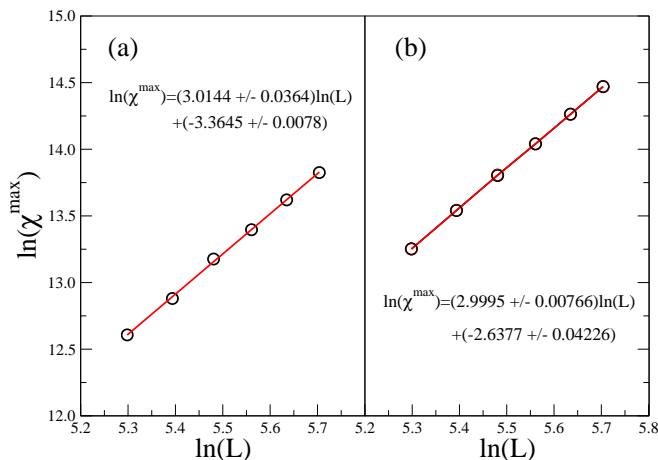 (a)
(b)
ln(χ^max)=(3.0144 +/- 0.0364)ln(L)
+(-3.3645 +/- 0.0078)
ln(χ^max)=(2.9995 +/- 0.00766)ln(L)
+(-2.6377 +/- 0.04226)
ln(χ^max)
15.0
14.5
14.0
13.5
13.0
12.5
12.0
5.2 5.3 5.4 5.5 5.6 5.7 5.2 5.3 5.4 5.5 5.6 5.7 5.8
ln(L) ln(L)